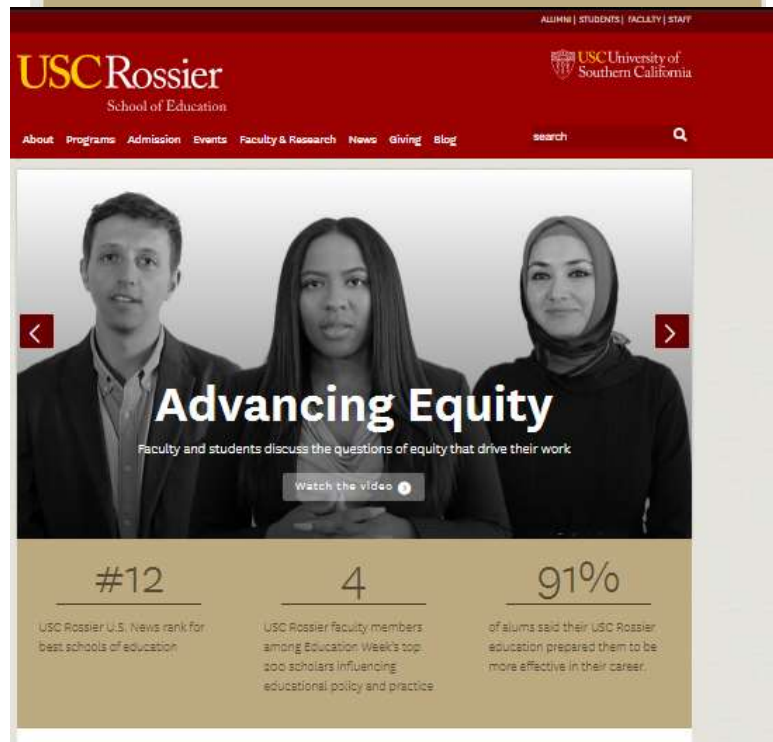 ALUMNI | STUDENTS | FACULTY | STAFF
USC Rossier
School of Education
USC University of
Southern California
About Programs Admission Events Faculty & Research News Giving Blog
search
Advancing Equity
Faculty and students discuss the questions of equity that drive their work
Watch the video
#12
USC Rossier U.S. News rank for
best schools of education
4
USC Rossier faculty members
among Education Week's top
200 scholars influencing
educational policy and practice
91%
of alums said their USC Rossier
education prepared them to be
more effective in their career.